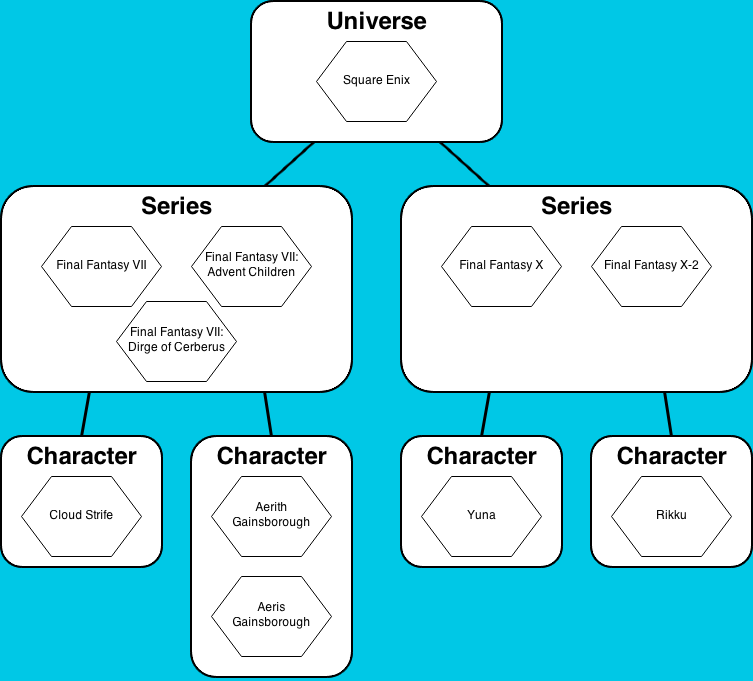 Universe
Square Enix
Series
Final Fantasy VII
Final Fantasy VII:
Advent Children
Final Fantasy VII:
Dirge of Cerberus
Series
Final Fantasy X
Final Fantasy X-2
Character
Cloud Strife
Character
Aerith
Gainsborough
Aeris
Gainsborough
Character
Yuna
Character
Rikku